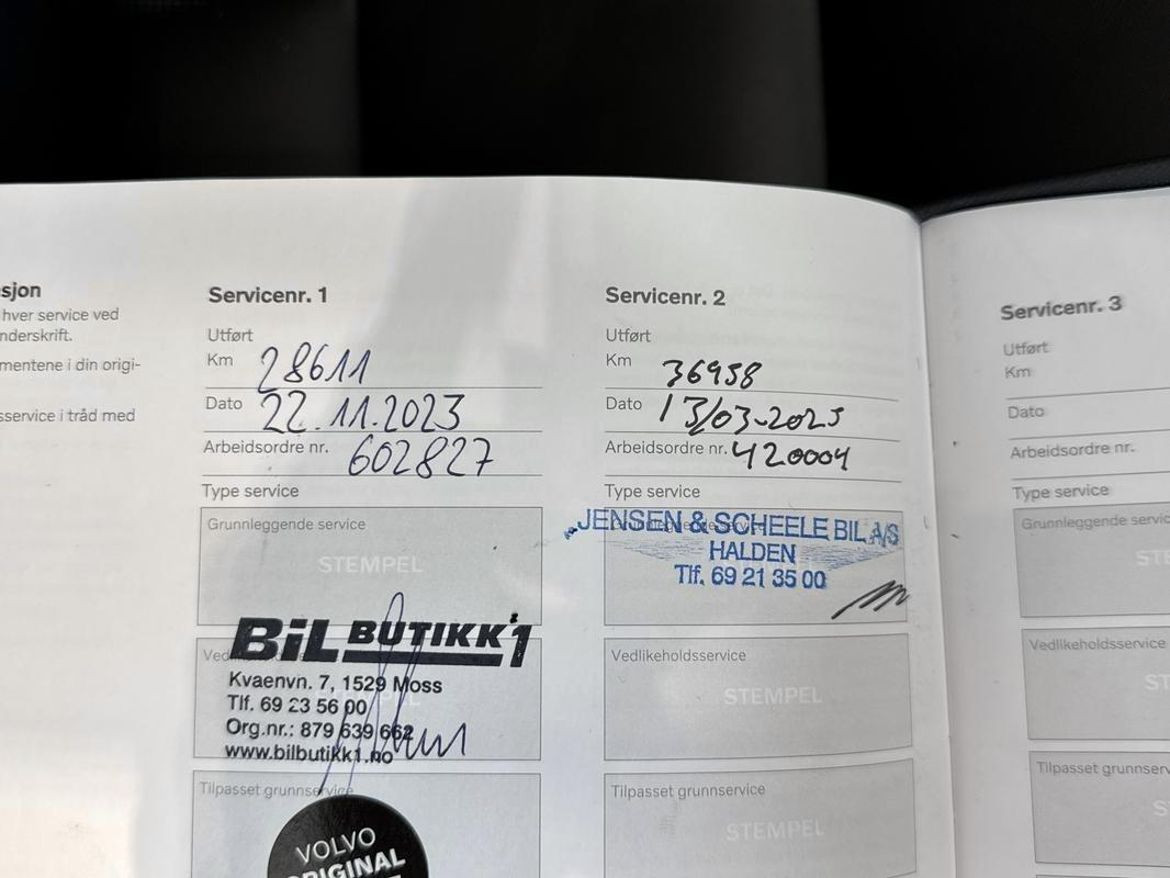 sjon
hver service ved
nderskrift.
mentene i din origi-
sservice i tråd med
Servicenr. 1
Utført
Km 28611
Dato 22.11.2023
Arbeidsordre nr. 602827
Type service
Grunnleggende service
STEMPEL
BiL BUTIKK'1
Kvaenvn. 7, 1529 Moss
Tlf. 69 23 56 00
Org.nr.: 879 639 662
www.bilbutikk1.no
Tilpasset grunnservice
VOLVO
ORIGINAL
Servicenr. 2
Utført
Km 36958
Dato 13/03-2025
Arbeidsordre nr. 420004
Type service
JENSEN & SCHEELE BIL A/S
HALDEN
Tlf. 69 21 35 00
Vedlikeholdsservice
STEMPEL
Tilpasset grunnservice
STEMPEL
Servicenr. 3
Utført
Km
Dato
Arbeidsordre nr.
Type service
Grunnleggende servic
STE
Vedlikeholdsservice
ST
Tilpasset grunnserv
S